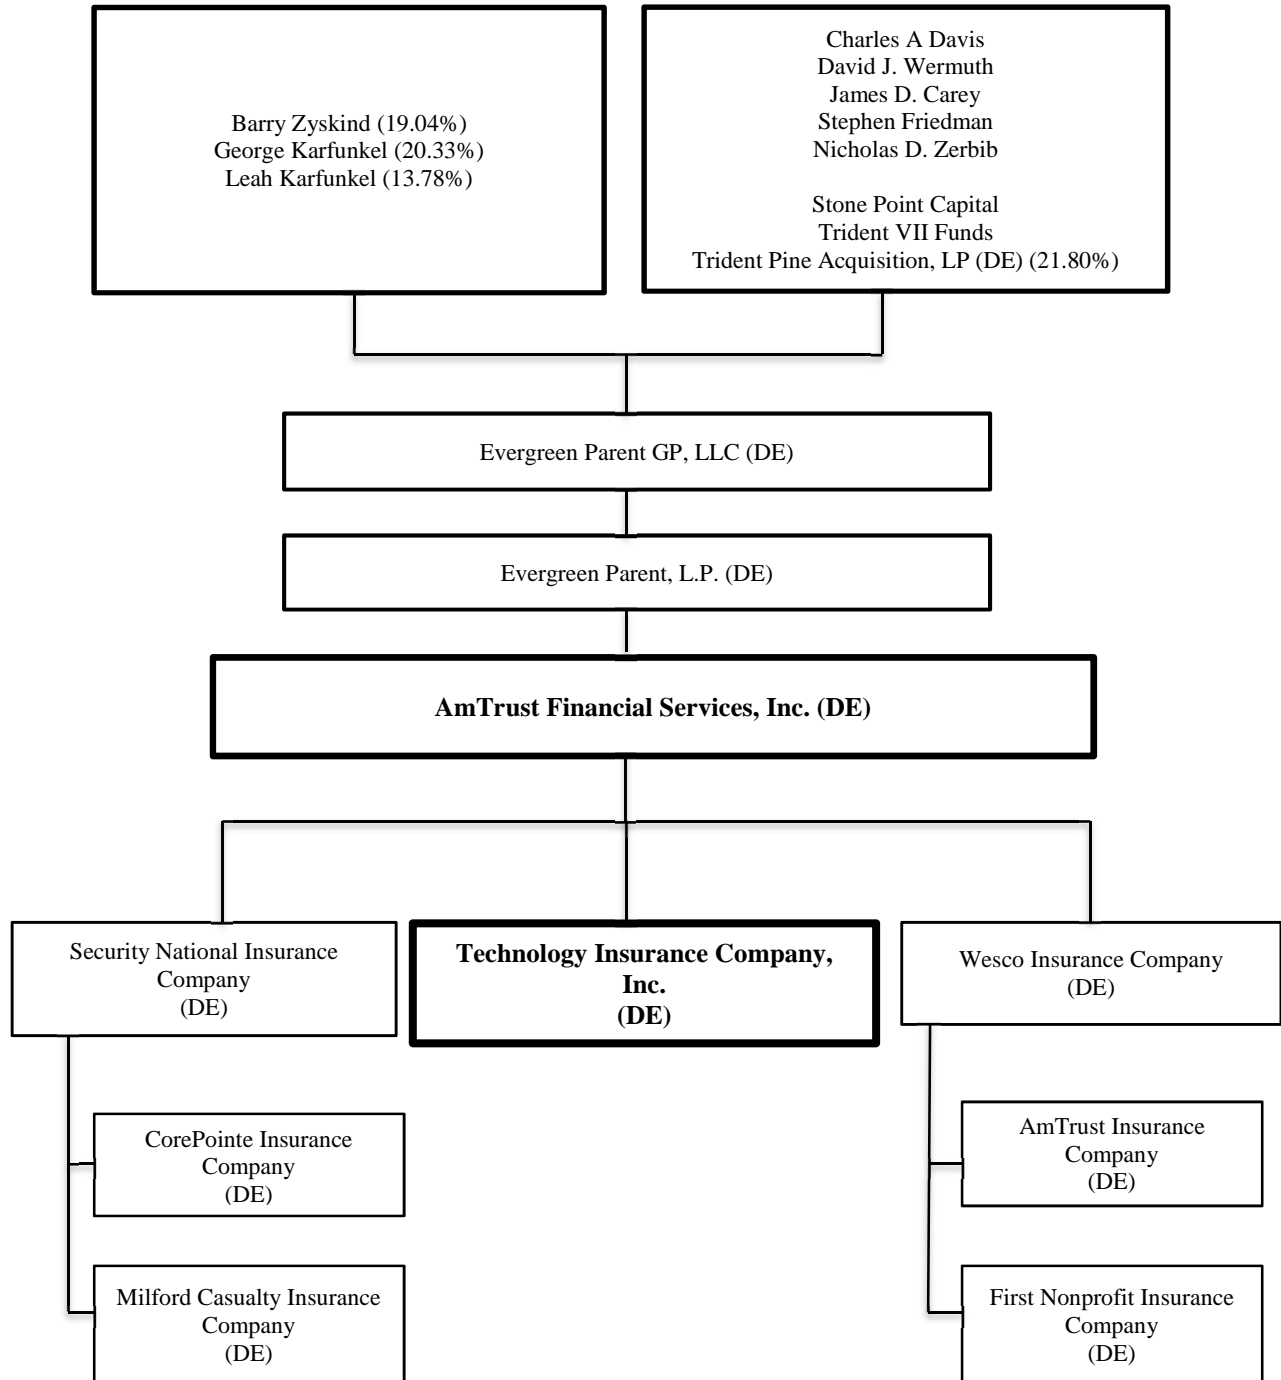 Barry Zyskind (19.04%)
George Karfunkel (20.33%)
Leah Karfunkel (13.78%)
Charles A Davis
David J. Wermuth
James D. Carey
Stephen Friedman
Nicholas D. Zerbib
Stone Point Capital
Trident VII Funds
Trident Pine Acquisition, LP (DE) (21.80%)
Evergreen Parent GP, LLC (DE)
Evergreen Parent, L.P. (DE)
AmTrust Financial Services, Inc. (DE)
Security National Insurance
Company
(DE)
Technology Insurance Company,
Inc.
(DE)
Wesco Insurance Company
(DE)
CorePointe Insurance
Company
(DE)
AmTrust Insurance
Company
(DE)
Milford Casualty Insurance
Company
(DE)
First Nonprofit Insurance
Company
(DE)